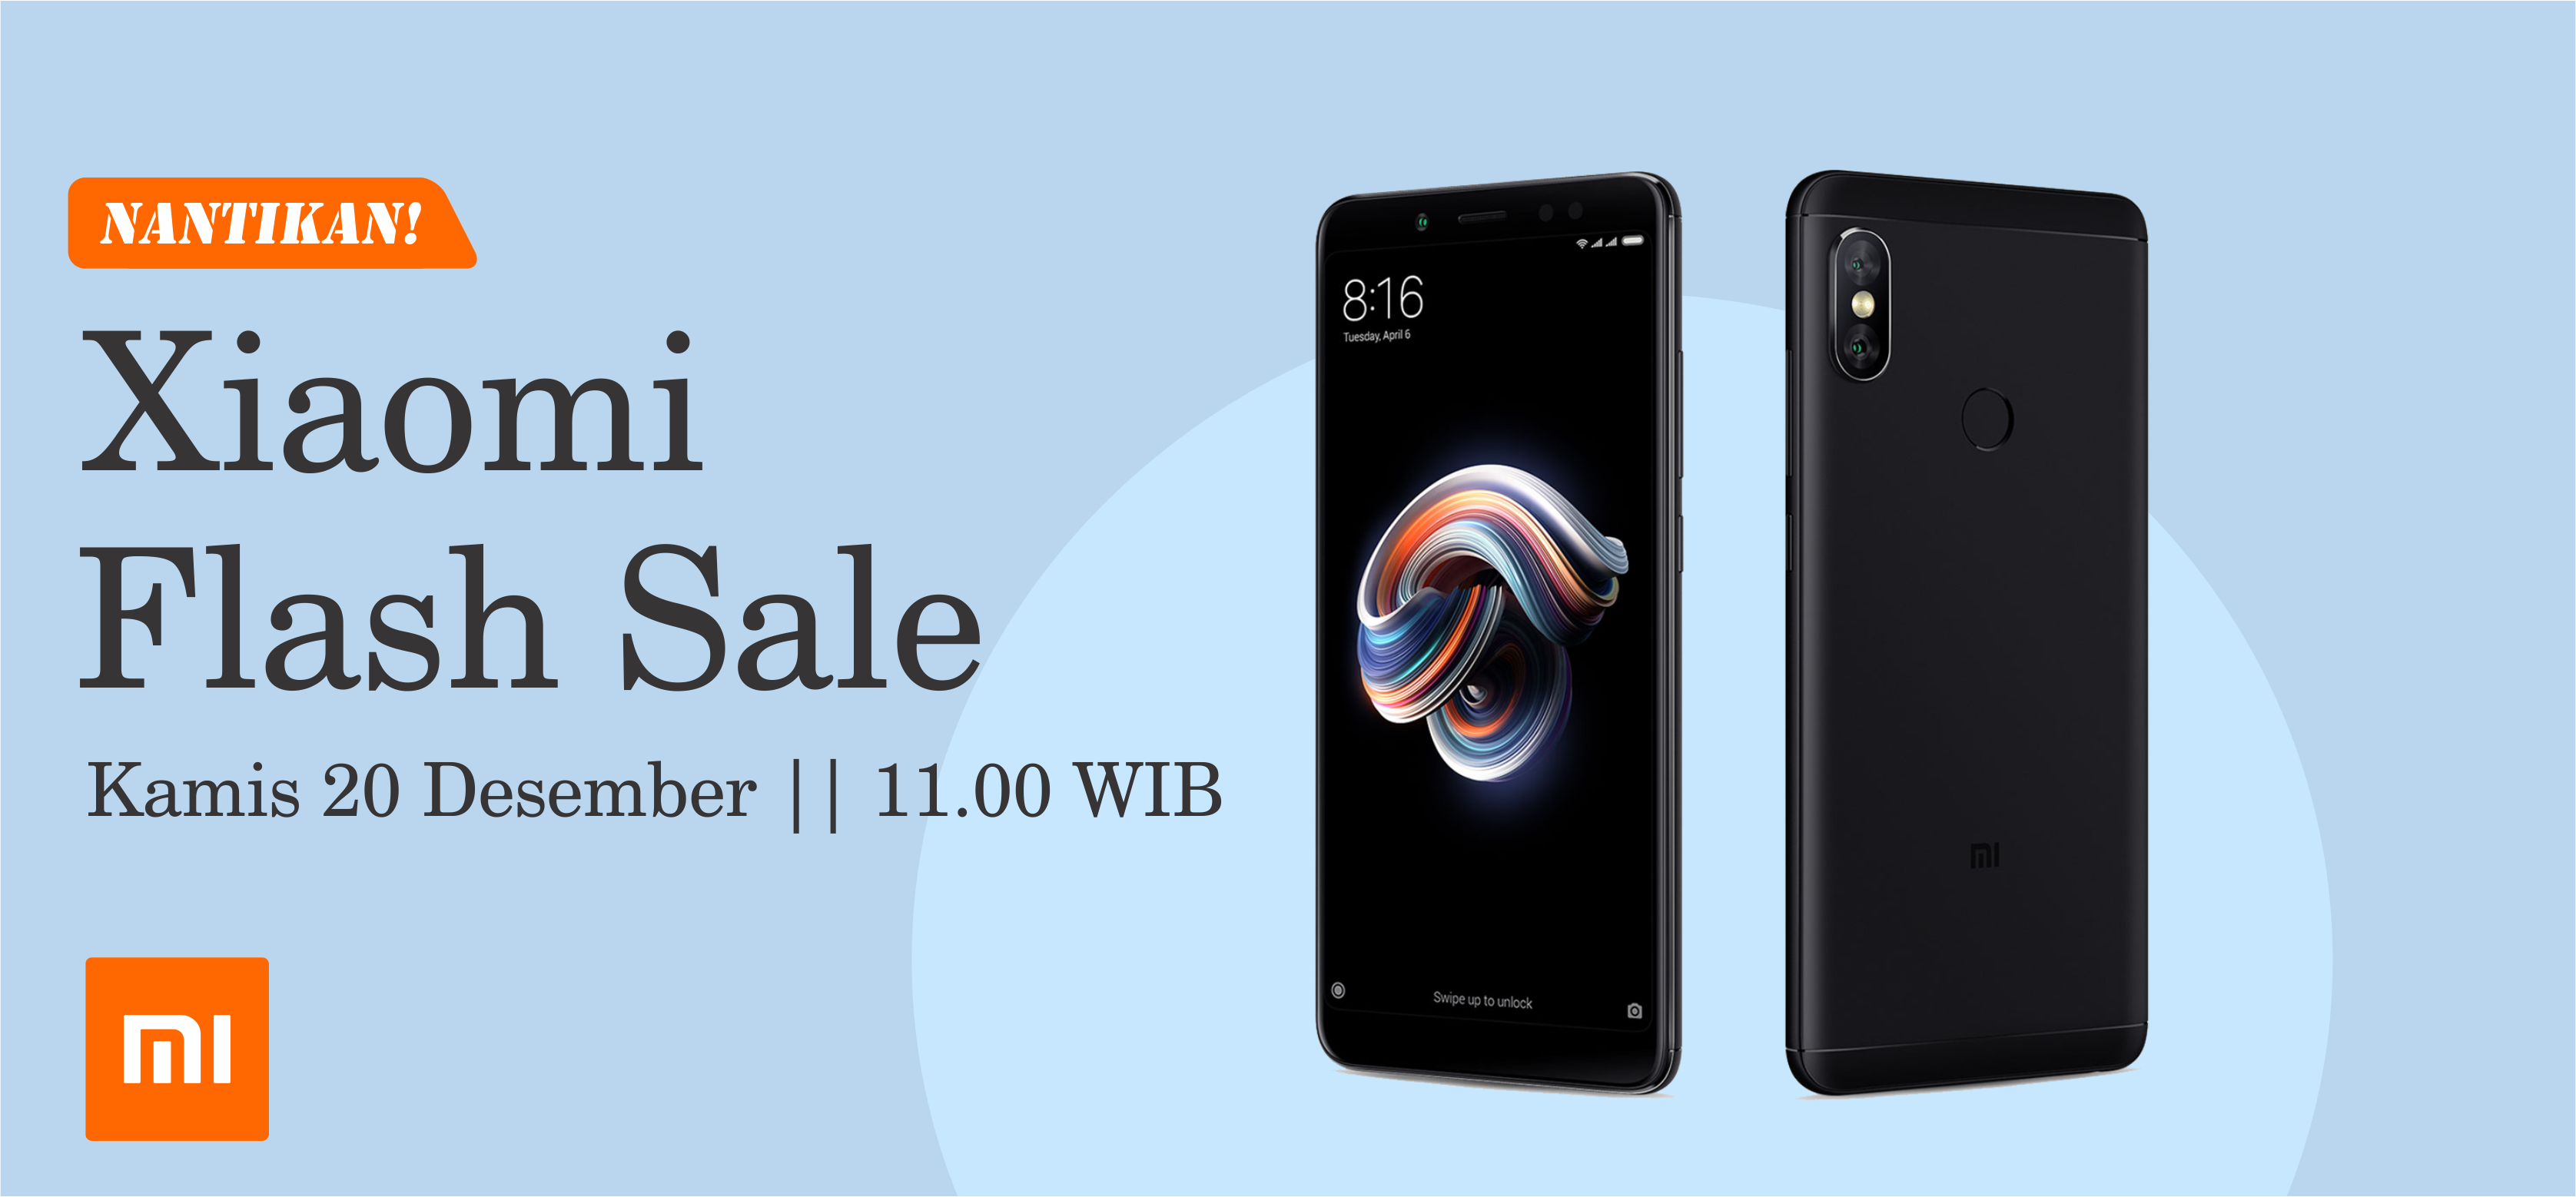 NANTIKAN!
Xiaomi
Flash Sale
Kamis 20 Desember || 11.00 WIB
mi
8:16
Tuesday, April 6
Swipe up to unlock
mi